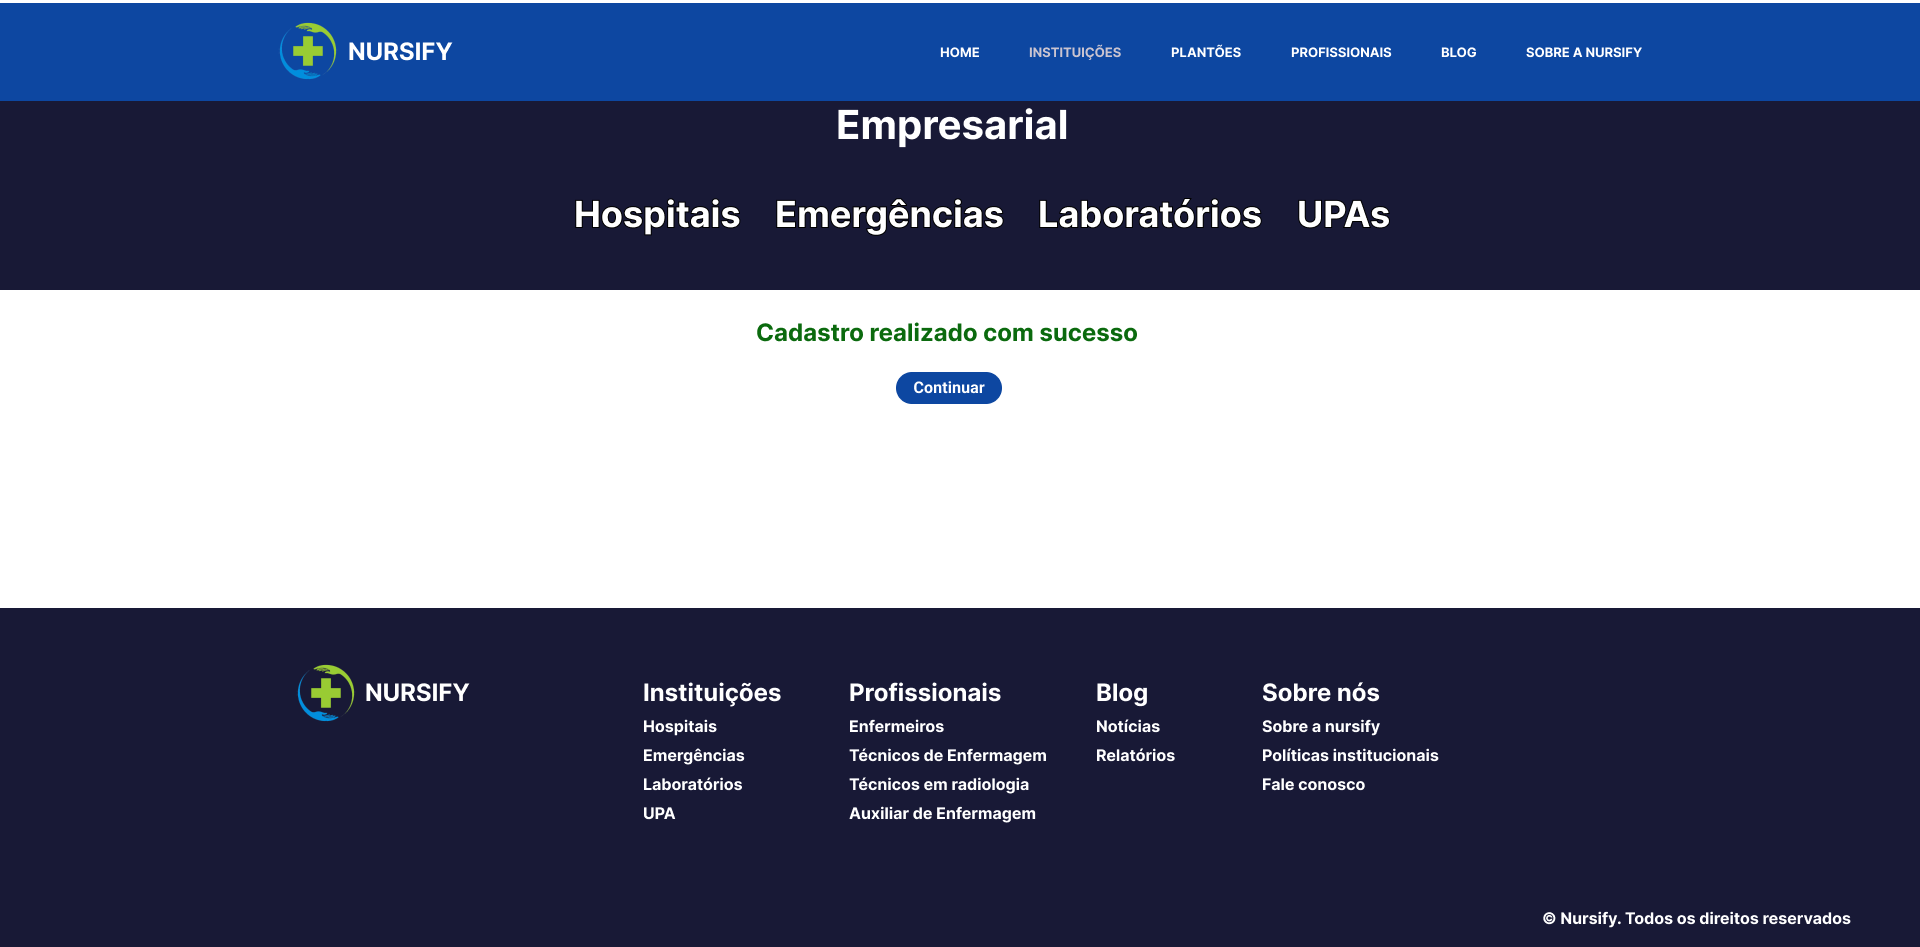 NURSIFY
HOME INSTITUIÇÕES PLANTÕES PROFISSIONAIS BLOG SOBRE A NURSIFY
Empresarial
Hospitais Emergências Laboratórios UPAs
Cadastro realizado com sucesso
Continuar
NURSIFY
Instituições
Hospitais
Emergências
Laboratórios
UPA
Profissionais
Enfermeiros
Técnicos de Enfermagem
Técnicos em radiologia
Auxiliar de Enfermagem
Blog
Notícias
Relatórios
Sobre nós
Sobre a nursify
Políticas institucionais
Fale conosco
© Nursify. Todos os direitos reservados